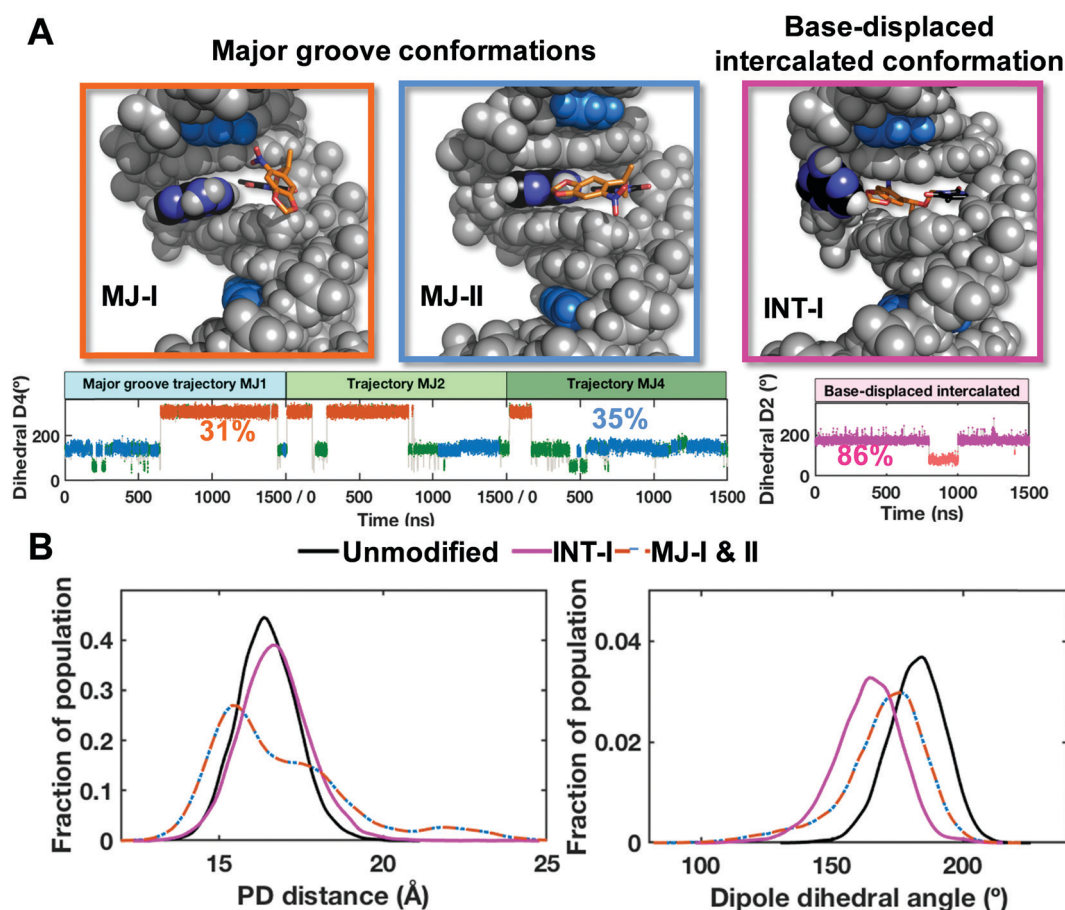 A
Major groove conformations
Base-displaced
intercalated conformation
MJ-I
MJ-II
INT-I
Major groove trajectory MJ1
Trajectory MJ2
Trajectory MJ4
Base-displaced intercalated
Dihedral D4(º)
200
0
31%
35%
0 500 1000 1500 / 0 500 1000 1500 / 0 500 1000 1500
Time (ns)
Dihedral D2 (º)
200
0
86%
0 500 1000 1500
Time (ns)
B
Unmodified INT-I MJ-I & II
Fraction of population
0.4
0.3
0.2
0.1
0
15 20 25
PD distance (Å)
Fraction of population
0.04
0.02
0
100 150 200
Dipole dihedral angle (º)